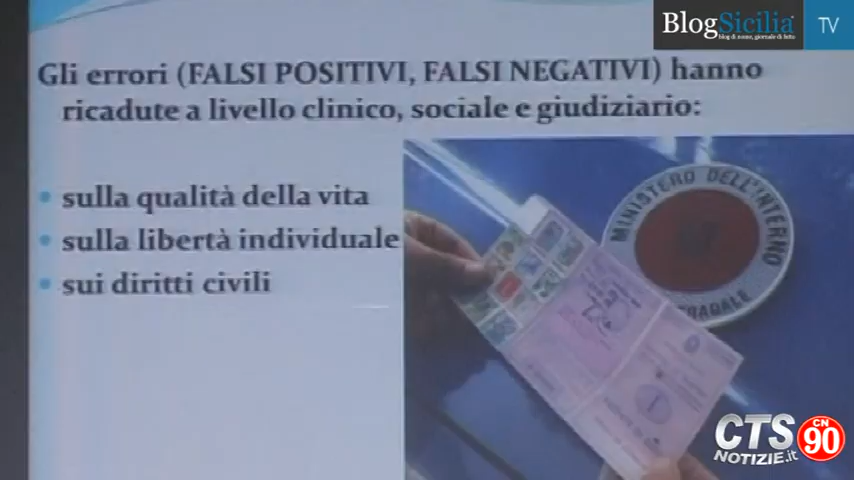 BlogSicilia
TV
blog di nome, giornale di fatto
Gli errori (FALSI POSITIVI, FALSI NEGATIVI) hanno
ricadute a livello clinico, sociale e giudiziario:
sulla qualità della vita
sulla libertà individuale
sui diritti civili
MINISTERO DELL'INTERNO
STRADALE
CTS
NOTIZIE.it
CN
90